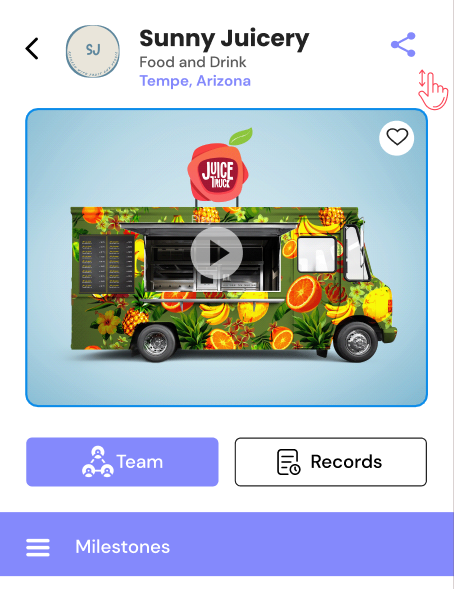 Sunny Juicery
SJ
Food and Drink
Tempe, Arizona
JUICE
TRUCK
Team
Records
Milestones